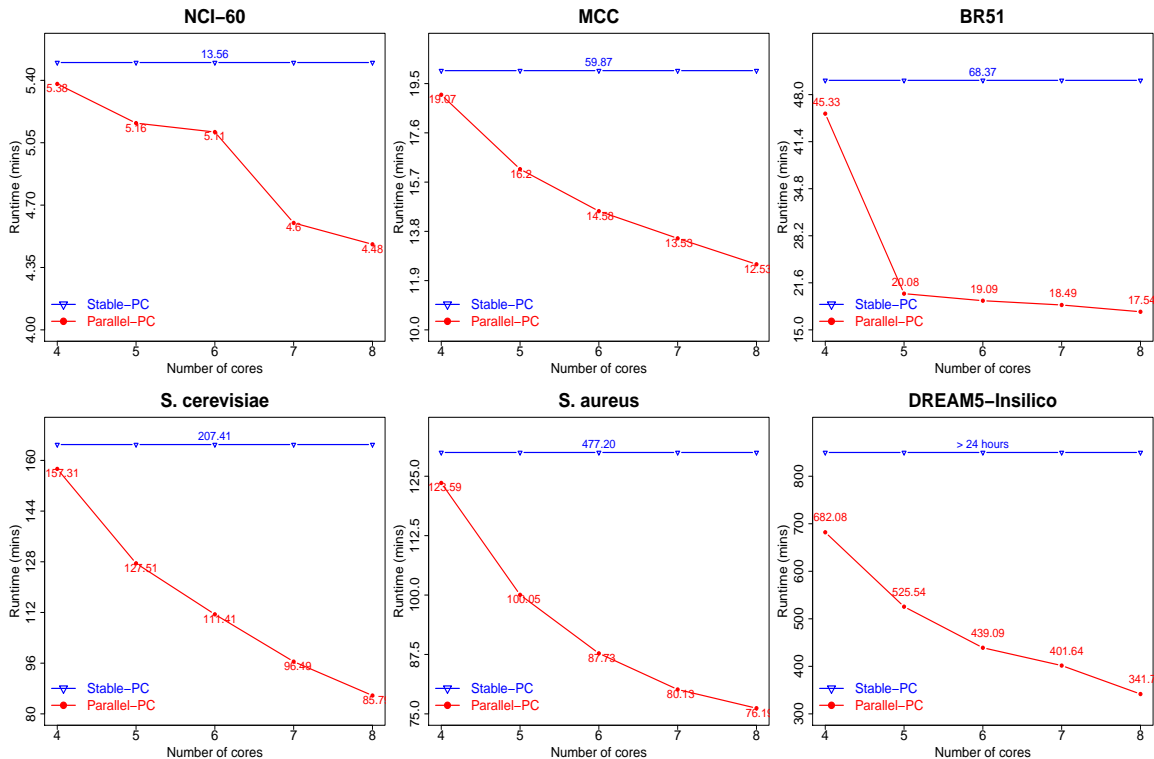 NCI−60
Runtime (mins)
5.40
5.05
4.70
4.35
4.00
13.56
5.38
5.16
5.11
4.6
4.48
Stable−PC
Parallel−PC
4 5 6 7 8
Number of cores
MCC
Runtime (mins)
19.5
17.6
15.7
13.8
11.9
10.0
59.87
19.07
16.2
14.58
13.53
12.53
Stable−PC
Parallel−PC
4 5 6 7 8
Number of cores
BR51
Runtime (mins)
48.0
41.4
34.8
28.2
21.6
15.0
68.37
45.33
20.08
19.09
18.49
17.54
Stable−PC
Parallel−PC
4 5 6 7 8
Number of cores
S. cerevisiae
Runtime (mins)
160
144
128
112
96
80
207.41
157.31
127.51
111.41
96.49
Stable−PC
Parallel−PC
4 5 6 7 8
Number of cores
S. aureus
Runtime (mins)
125.0
112.5
100.0
87.5
75.0
477.20
123.59
100.05
87.73
80.13
76.19
Stable−PC
Parallel−PC
4 5 6 7 8
Number of cores
DREAM5−Insilico
Runtime (mins)
800
700
600
500
400
300
> 24 hours
682.08
525.54
439.09
401.64
341.7
Stable−PC
Parallel−PC
4 5 6 7 8
Number of cores